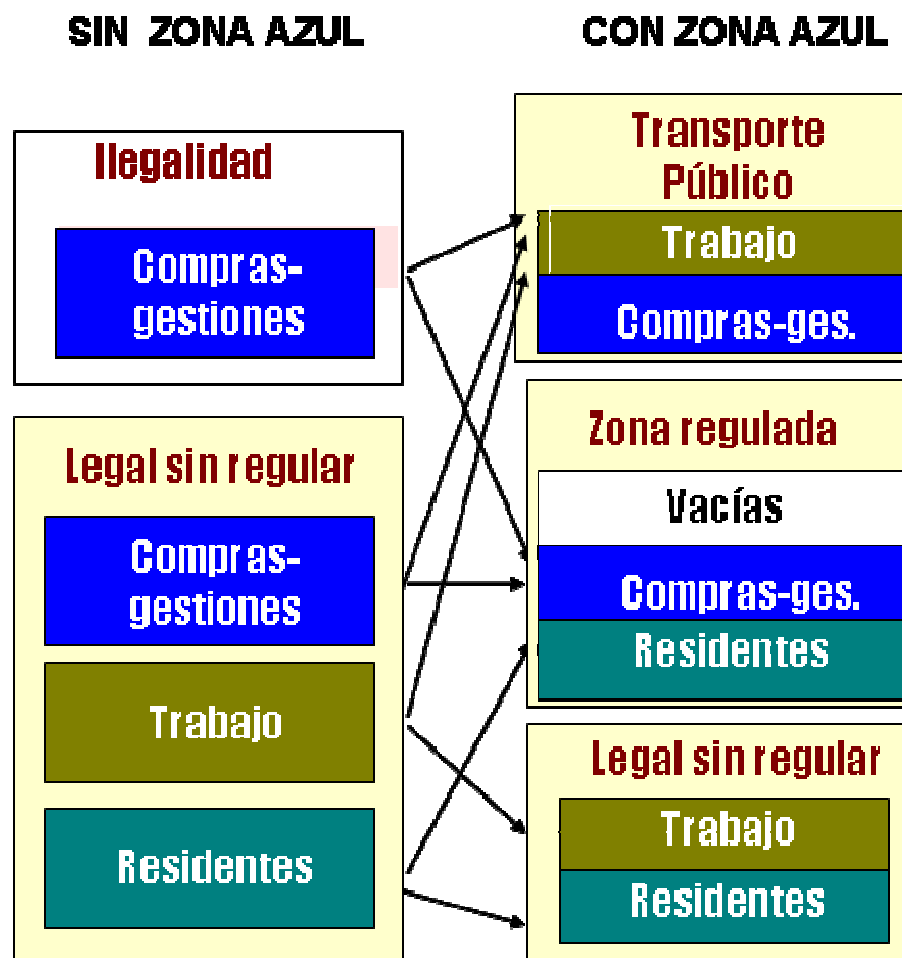 SIN ZONA AZUL
CON ZONA AZUL
Ilegalidad
Compras-
gestiones
Legal sin regular
Compras-
gestiones
Trabajo
Residentes
Transporte
Público
Trabajo
Compras-ges.
Zona regulada
Vacías
Compras-ges.
Residentes
Legal sin regular
Trabajo
Residentes